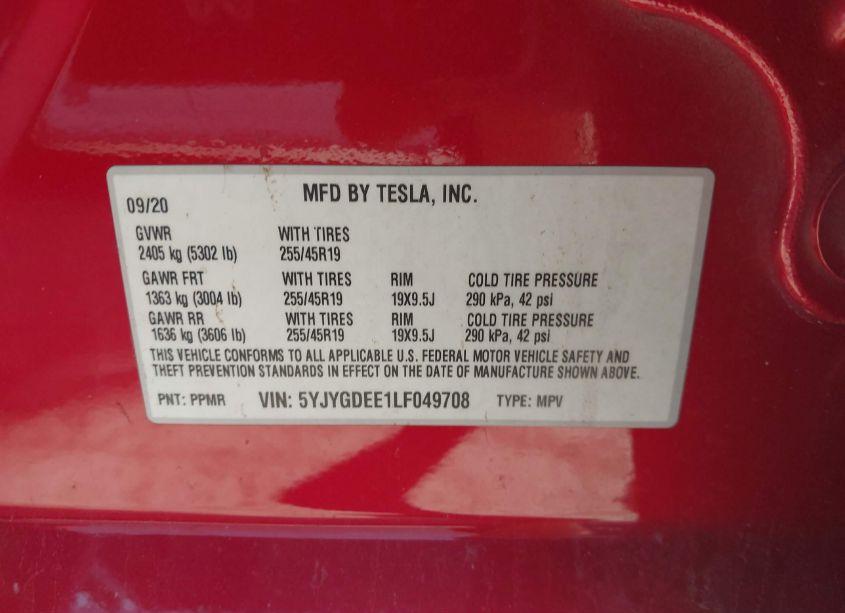 MFD BY TESLA, INC.
09/20
GVWR WITH TIRES
2405 kg (5302 lb) 255/45R19
GAWR FRT WITH TIRES RIM COLD TIRE PRESSURE
1363 kg (3004 lb) 255/45R19 19X9.5J 290 kPa, 42 psi
GAWR RR WITH TIRES RIM COLD TIRE PRESSURE
1636 kg (3606 lb) 255/45R19 19X9.5J 290 kPa, 42 psi
THIS VEHICLE CONFORMS TO ALL APPLICABLE U.S. FEDERAL MOTOR VEHICLE SAFETY AND
THEFT PREVENTION STANDARDS IN EFFECT ON THE DATE OF MANUFACTURE SHOWN ABOVE.
PNT: PPMR VIN: 5YJYGDEE1LF049708 TYPE: MPV